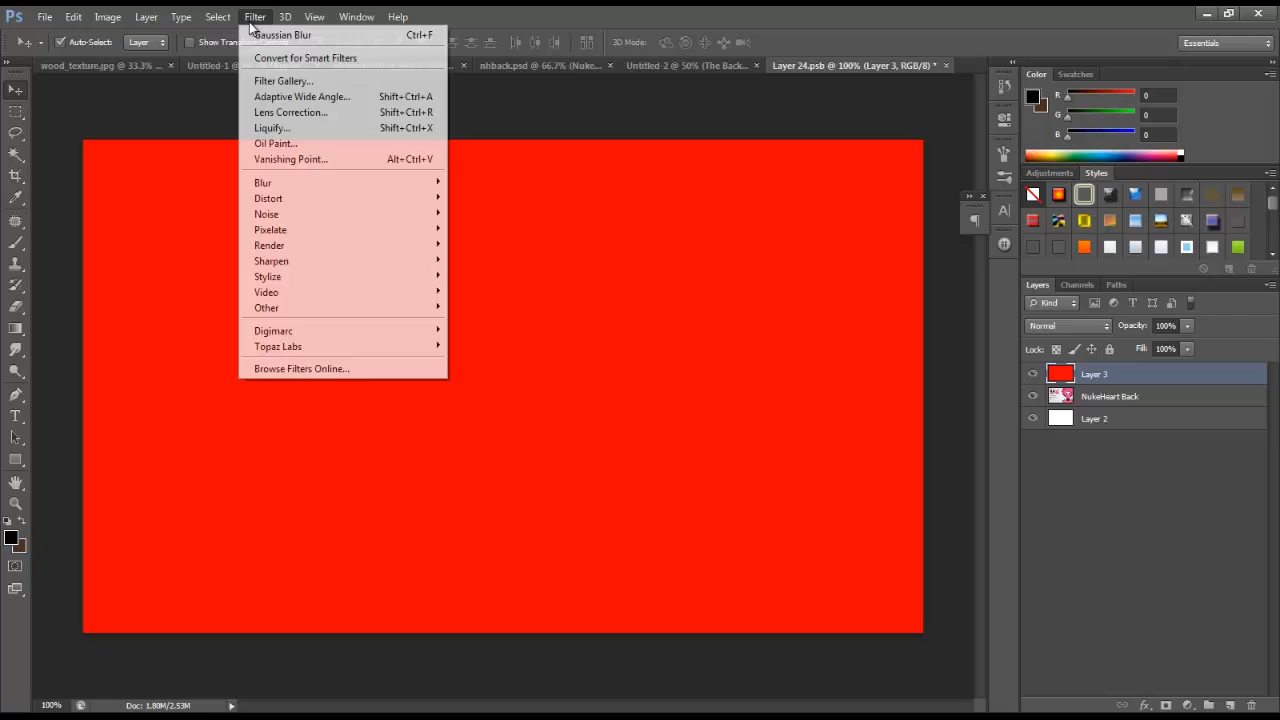 Ps File Edit Image Layer Type Select Filter 3D View Window Help
Auto-Select: Layer Show 3D Mode: Essentials
wood_texture.jpg @ 33.3% ... × Untitled-1 × nhback.psd @ 66.7% (Nuke... × Untitled-2 @ 50% (The Back... × Layer 24.psb @ 100% (Layer 3, RGB/8) * ×
Gaussian Blur Ctrl+F
Convert for Smart Filters
Filter Gallery...
Adaptive Wide Angle... Shift+Ctrl+A
Lens Correction... Shift+Ctrl+R
Liquify... Shift+Ctrl+X
Oil Paint...
Vanishing Point... Alt+Ctrl+V
Blur
Distort
Noise
Pixelate
Render
Sharpen
Stylize
Video
Other
Digimarc
Topaz Labs
Browse Filters Online...
Color Swatches
R 0
G 0
B 0
Adjustments Styles
Layers Channels Paths
Kind
Normal Opacity: 100%
Lock: Fill: 100%
Layer 3
NukeHeart Back
Layer 2
100% Doc: 1.80M/2.53M